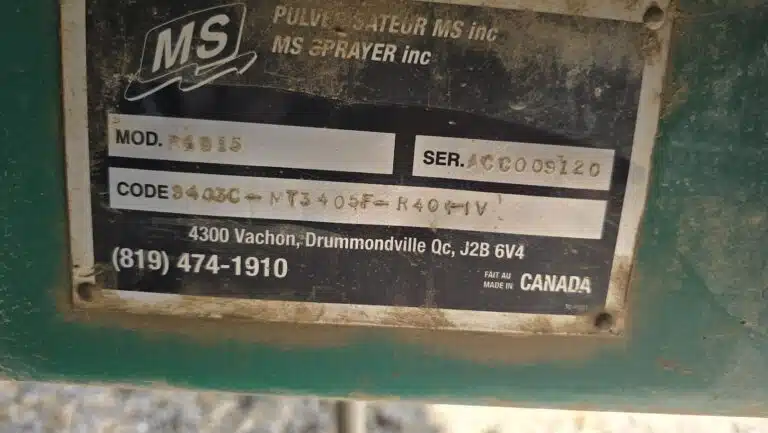 MS
PULVERISATEUR MS inc
MS SPRAYER inc
MOD.
SER. ACC009120
CODE
4300 Vachon, Drummondville Qc, J2B 6V4
(819) 474-1910
FAIT AU
MADE IN CANADA